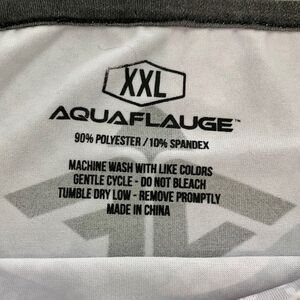 XXL
AQUAFLAUGE™
90% POLYESTER / 10% SPANDEX
MACHINE WASH WITH LIKE COLORS
GENTLE CYCLE - DO NOT BLEACH
TUMBLE DRY LOW - REMOVE PROMPTLY
MADE IN CHINA